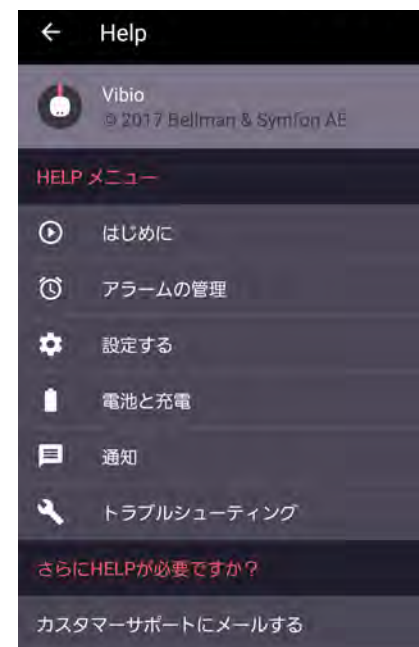 Help
Vibio
© 2017 Bellman & Symfon AB
HELP メニュー
はじめに
アラームの管理
設定する
電池と充電
通知
トラブルシューティング
さらにHELPが必要ですか？
カスタマーサポートにメールする